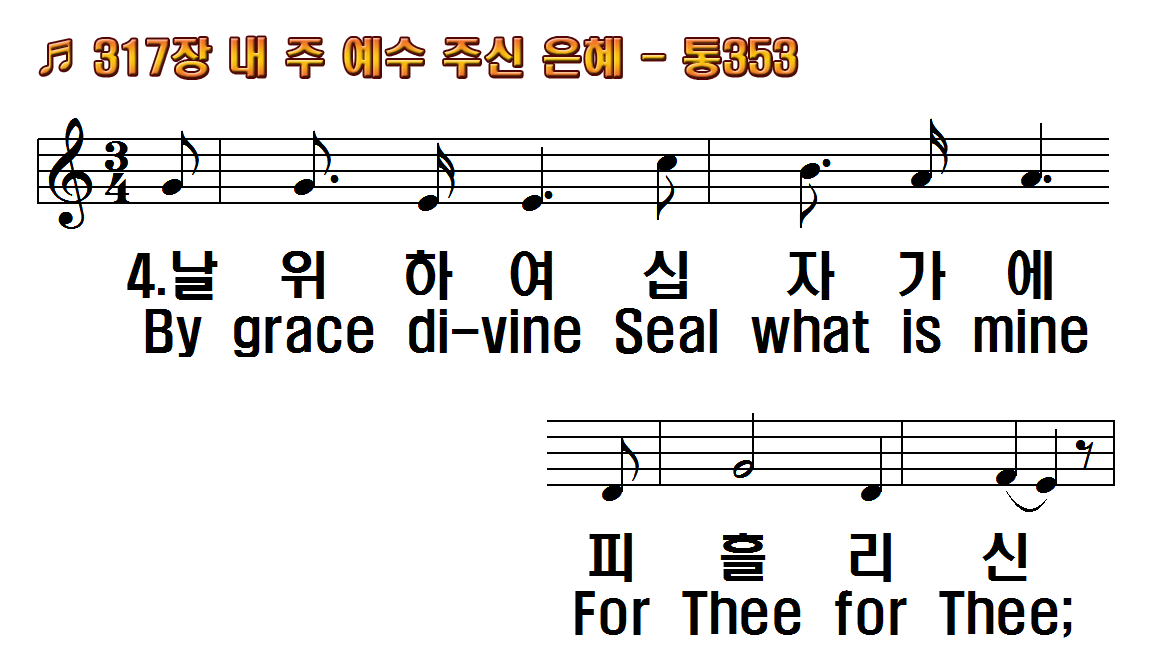 ♬ 317장 내 주 예수 주신 은혜 - 통353
3
4
4.날 위 하 여 십 자 가 에
By grace di-vine Seal what is mine
피 흘 리 신
For Thee for Thee;